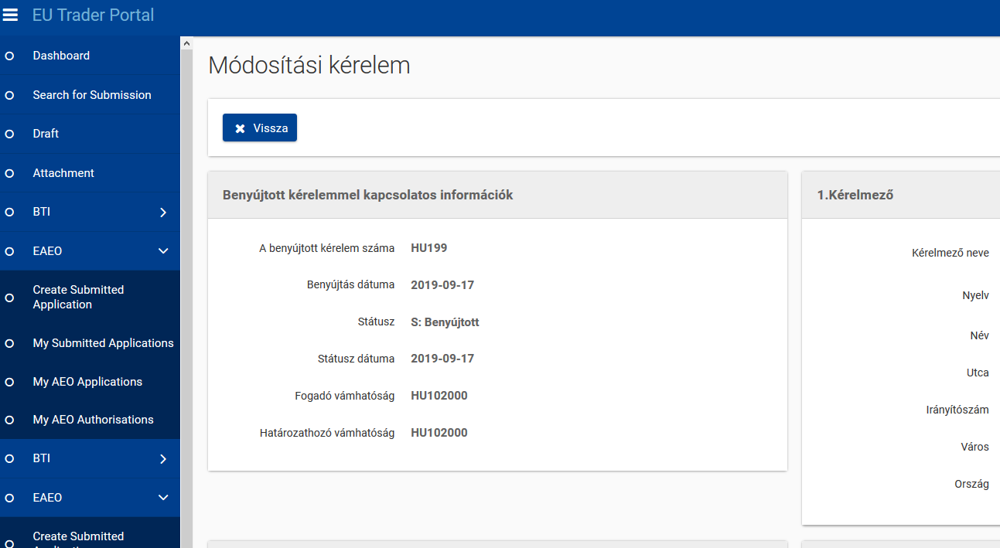 EU Trader Portal
Dashboard
Search for Submission
Draft
Attachment
BTI
EAEO
Create Submitted
Application
My Submitted Applications
My AEO Applications
My AEO Authorisations
BTI
EAEO
Create Submitted
Módosítási kérelem
Vissza
Benyújtott kérelemmel kapcsolatos információk
A benyújtott kérelem száma HU199
Benyújtás dátuma 2019-09-17
Státusz S: Benyújtott
Státusz dátuma 2019-09-17
Fogadó vámhatóság HU102000
Határozathozó vámhatóság HU102000
1.Kérelmező
Kérelmező neve
Nyelv
Név
Utca
Irányítószám
Város
Ország